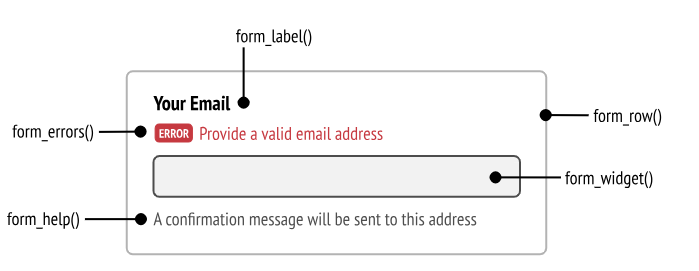 form_label()
Your Email
form_errors()
ERROR Provide a valid email address
form_row()
form_widget()
form_help()
A confirmation message will be sent to this address